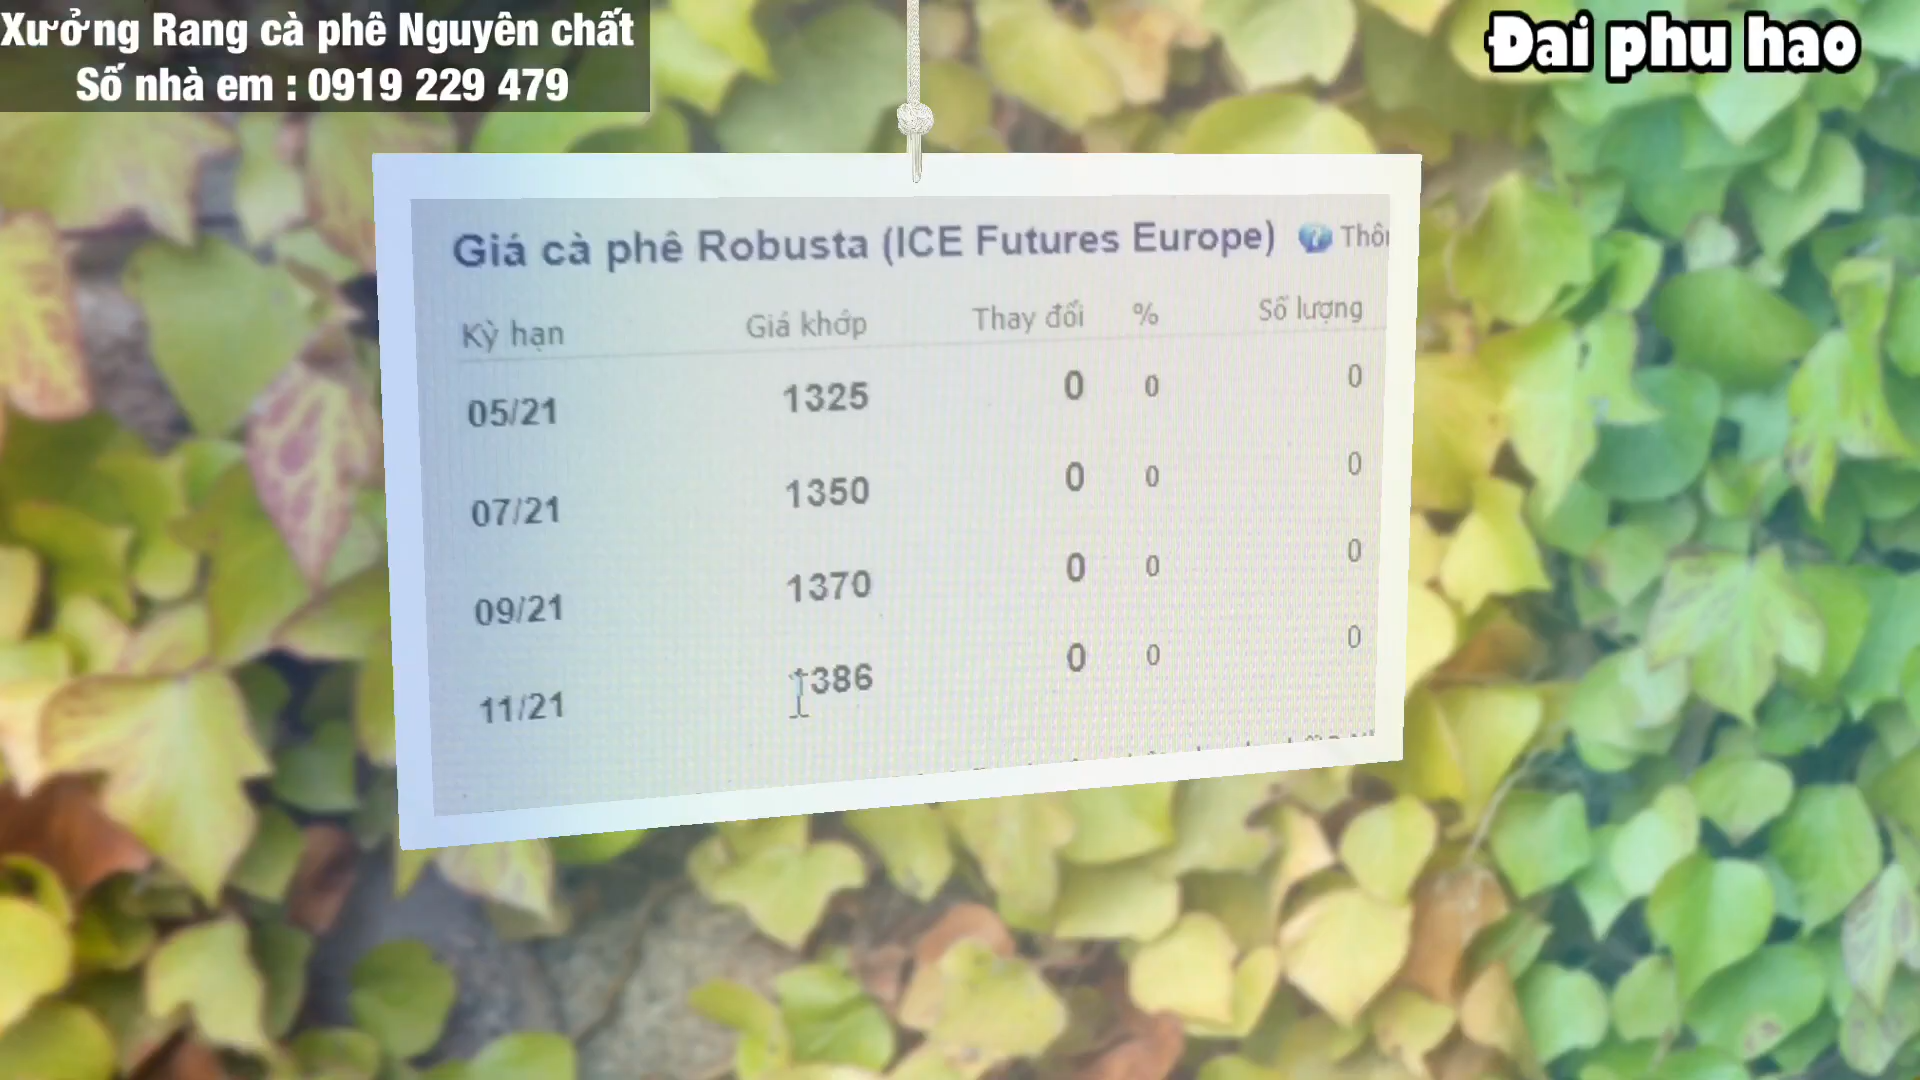 Xưởng Rang cà phê Nguyên chất
Số nhà em : 0919 229 479
Đai phu hao
Giá cà phê Robusta (ICE Futures Europe)
Kỳ hạn Giá khớp Thay đổi % Số lượng
05/21 1325 0 0 0
07/21 1350 0 0 0
09/21 1370 0 0 0
11/21 1386 0 0 0